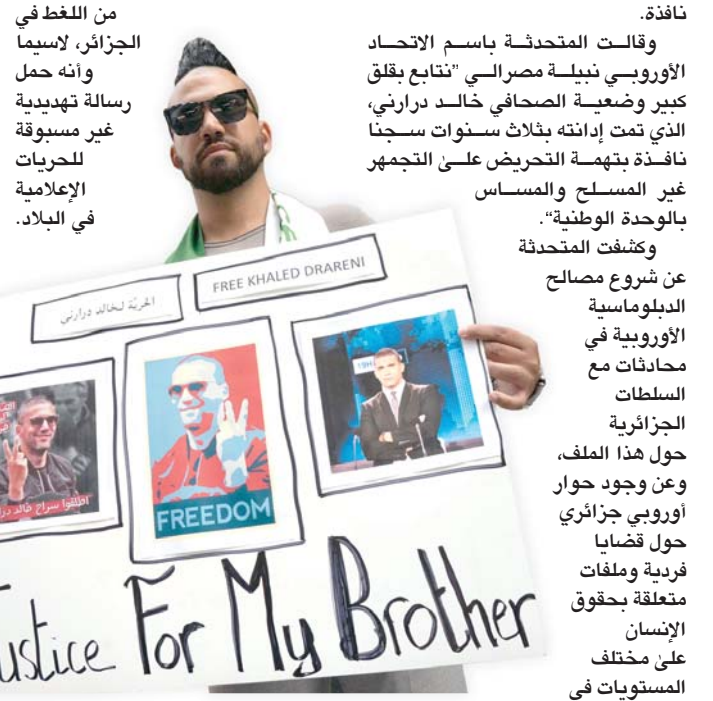 نافذة.
وقالت المتحدثة باسم الاتحاد
الأوروبي نبيلة مصرالي ”نتابع بقلق
كبير وضعية الصحافي خالد درارني،
الذي تمت إدانته بثلاث سنوات سجنا
نافذة بتهمة التحريض على التجمهر
غير المسلح والمساس
بالوحدة الوطنية“.
وكشفت المتحدثة
عن شروع مصالح
الدبلوماسية
الأوروبية في
محادثات مع
السلطات
الجزائرية
حول هذا الملف،
وعن وجود حوار
أوروبي جزائري
حول قضايا
فردية وملفات
متعلقة بحقوق
الإنسان
على مختلف
المستويات في
من اللغط في
الجزائر، لاسيما
وأنه حمل
رسالة تهديدية
غير مسبوقة
للحريات
الإعلامية
في البلاد.
الحرية لخالد درارني
FREE KHALED DRARENI
اطلقوا سراح خالد
FREEDOM
ustice For My Brother